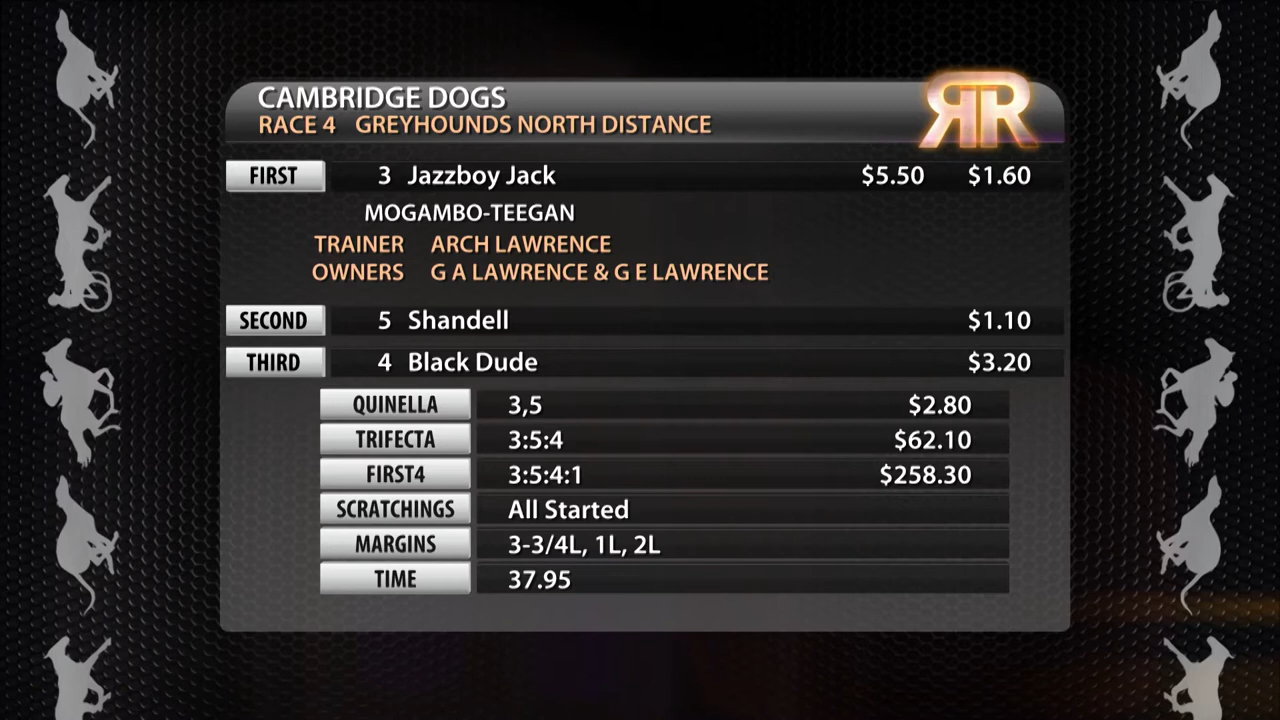 CAMBRIDGE DOGS
RACE 4 GREYHOUNDS NORTH DISTANCE
RR
FIRST 3 Jazzboy Jack $5.50 $1.60
MOGAMBO-TEEGAN
TRAINER ARCH LAWRENCE
OWNERS G A LAWRENCE & G E LAWRENCE
SECOND 5 Shandell $1.10
THIRD 4 Black Dude $3.20
QUINELLA 3,5 $2.80
TRIFECTA 3:5:4 $62.10
FIRST4 3:5:4:1 $258.30
SCRATCHINGS All Started
MARGINS 3-3/4L, 1L, 2L
TIME 37.95